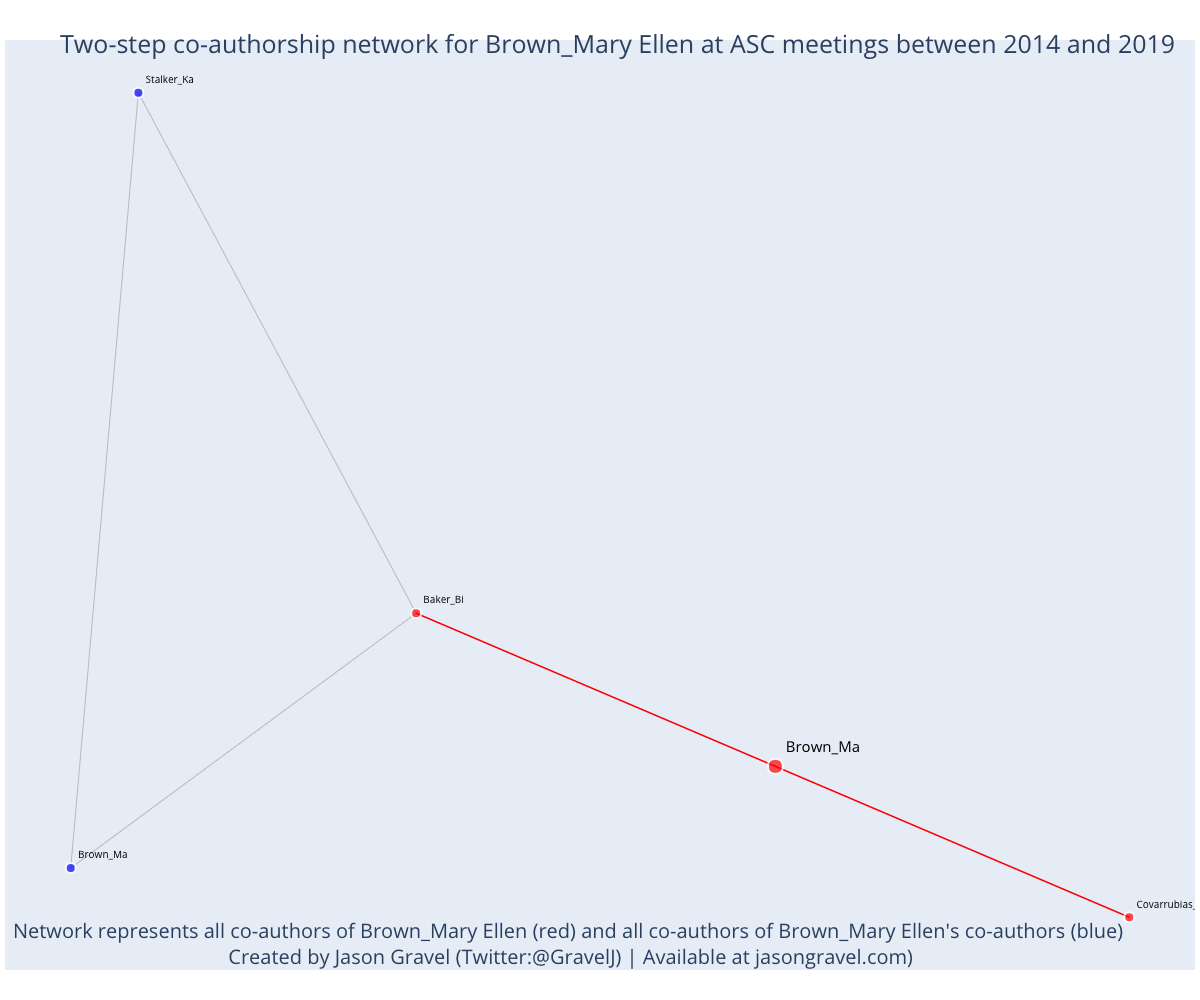 Two-step co-authorship network for Brown_Mary Ellen at ASC meetings between 2014 and 2019
Stalker_Ka
Baker_Bi
Brown_Ma
Brown_Ma
Covarrubias_
Network represents all co-authors of Brown_Mary Ellen (red) and all co-authors of Brown_Mary Ellen's co-authors (blue)
Created by Jason Gravel (Twitter:@GravelJ) | Available at jasongravel.com)